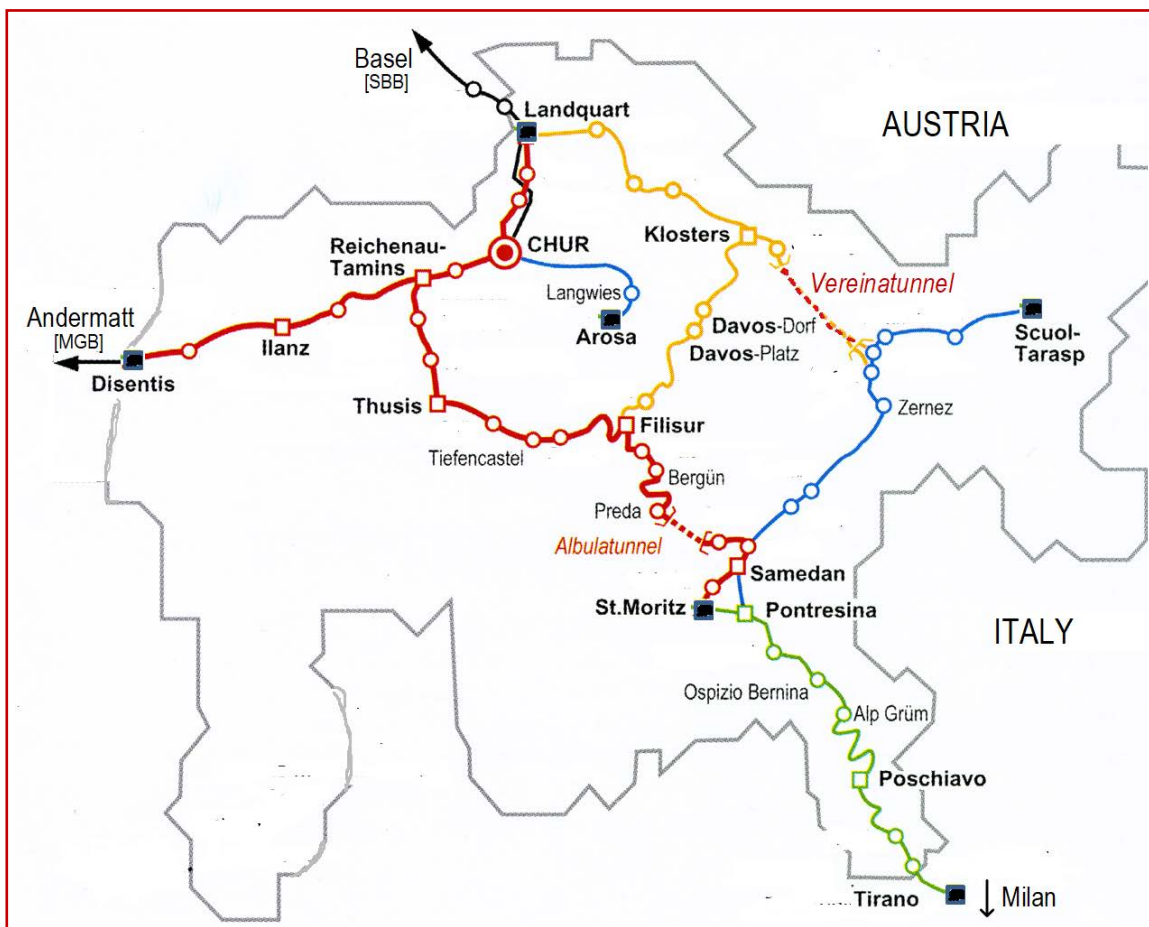 Basel
[SBB]
Landquart
AUSTRIA
Klosters
Reichenau-
Tamins
CHUR
Langwies
Arosa
Vereinatunnel
Andermatt
[MGB]
Disentis
Ilanz
Davos-Dorf
Davos-Platz
Scuol-
Tarasp
Thusis
Zernez
Filisur
Tiefencastel
Bergün
Preda
Albulatunnel
Samedan
St.Moritz
Pontresina
ITALY
Ospizio Bernina
Alp Grüm
Poschiavo
Tirano
Milan